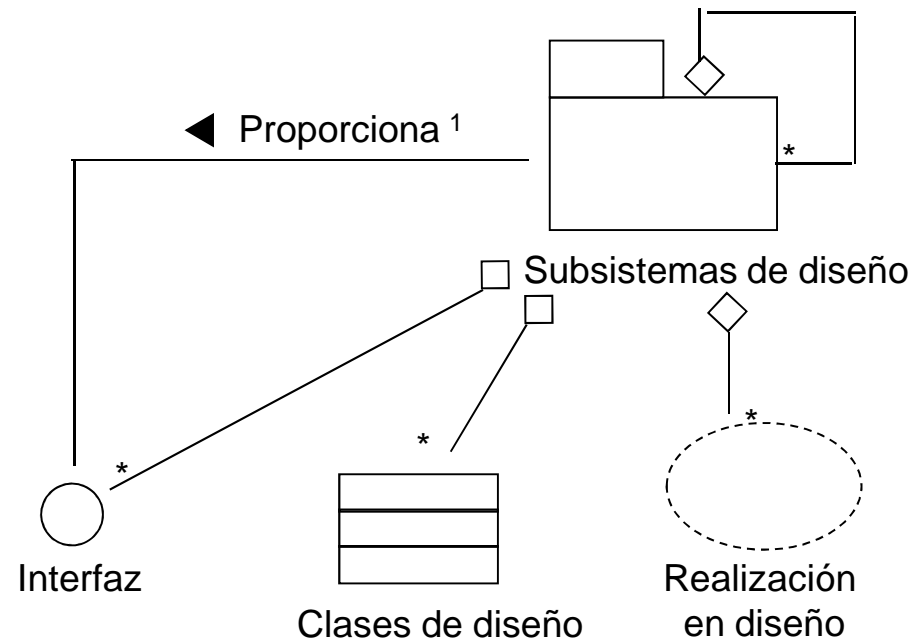 Proporciona 1
*
Subsistemas de diseño
*
*
*
Interfaz
Clases de diseño
Realización
en diseño